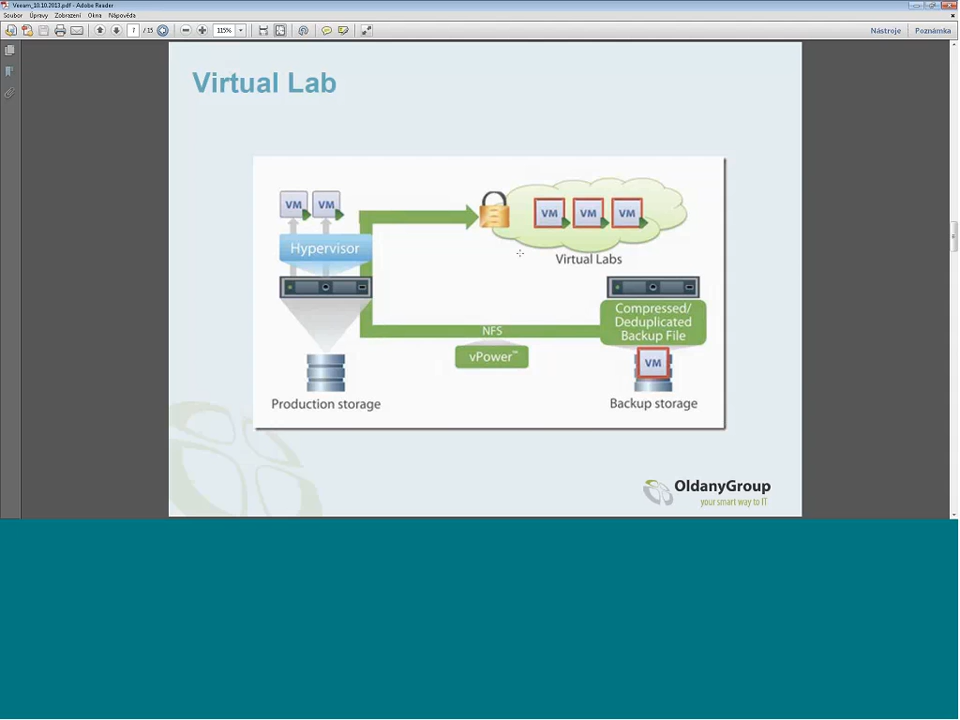 Veeam_10.10.2013.pdf - Adobe Reader
Soubor Úpravy Zobrazení Okna Nápověda
7 / 15 115% Nástroje Poznámka
Virtual Lab
VM VM
VM VM VM
Hypervisor
Virtual Labs
Compressed/
Deduplicated
Backup File
NFS
vPower™
VM
Production storage
Backup storage
OldanyGroup
your smart way to IT